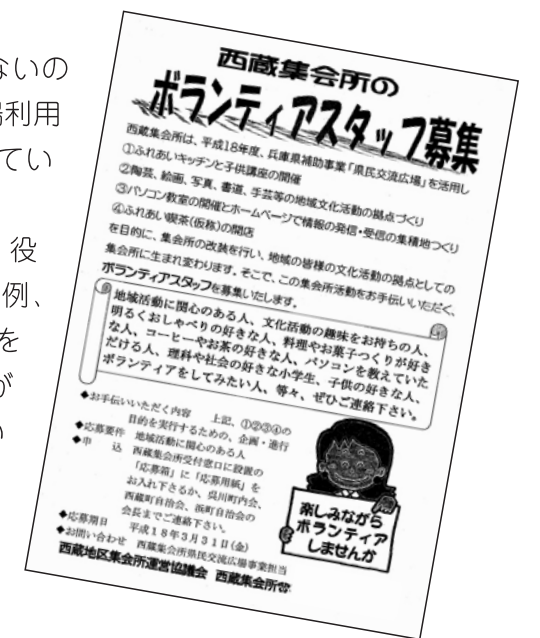 ないの
場利用
てい
役
例、
を
が
い
西蔵集会所の
ボランティアスタッフ募集
西蔵集会所は、平成18年度、兵庫県補助事業「県民交流広場」を活用し
①ふれあいキッチンと子供講座の開催
②陶芸、絵画、写真、書道、手芸等の地域文化活動の拠点づくり
③パソコン教室の開催とホームページで情報の発信・受信の集積地つくり
④ふれあい喫茶(仮称)の開店
を目的に、集会所の改装を行い、地域の皆様の文化活動の拠点としての
集会所に生まれ変わります。そこで、この集会所活動をお手伝いいただく、
ボランティアスタッフを募集いたします。
地域活動に関心のある人、文化活動の趣味をお持ちの人、
明るくおしゃべりの好きな人、料理やお菓子つくりが好き
な人、コーヒーやお茶の好きな人、パソコンを教えていた
だける人、理科や社会の好きな小学生、子供の好きな人、
ボランティアをしてみたい人、等々、ぜひご連絡下さい。
◆お手伝いいただく内容 上記、①②③④の
目的を実行するための、企画・進行
◆応募要件 地域活動に関心のある人
◆申込 西蔵集会所受付窓口に設置の
「応募箱」に「応募用紙」を
お入れ下さるか、呉川町内会、
西蔵町自治会、浜町自治会の
会長までご連絡下さい。
◆応募期日 平成18年3月31日(金)
◆お問い合わせ 西蔵集会所県民交流広場事業担当
西蔵地区集会所運営協議会 西蔵集会所
楽しみながら
ボランティア
しませんか